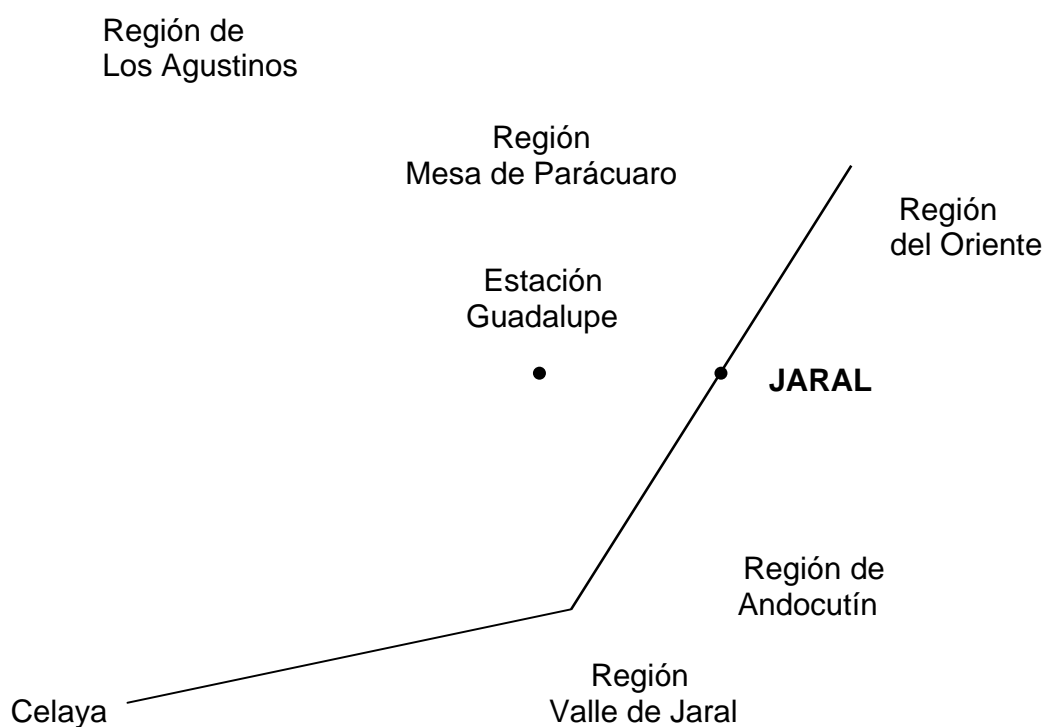 Región de
Los Agustinos
Región
Mesa de Parácuaro
Región
del Oriente
Estación
Guadalupe
JARAL
Región de
Andocutín
Región
Valle de Jaral
Celaya